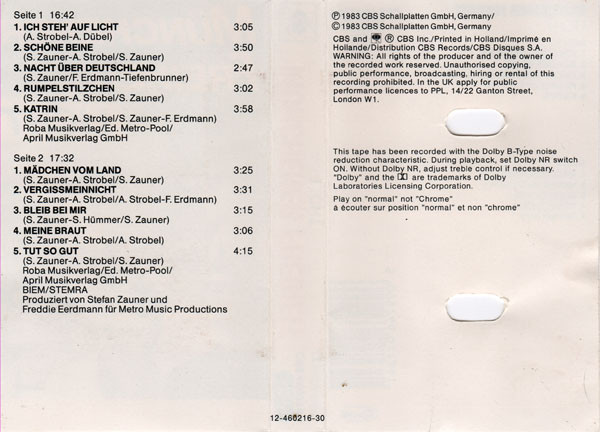 Seite 1 16:42
1. ICH STEH' AUF LICHT 3:05
(A. Strobel-A. Dübel)
2. SCHÖNE BEINE 3:50
(S. Zauner-A. Strobel/S. Zauner)
3. NACHT ÜBER DEUTSCHLAND 2:47
(S. Zauner/F. Erdmann-Tiefenbrunner)
4. RUMPELSTILZCHEN 3:02
(S. Zauner-A. Strobel/S. Zauner)
5. KATRIN 3:58
(S. Zauner-A. Strobel/S. Zauner-F. Erdmann)
Roba Musikverlag/Ed. Metro-Pool/
April Musikverlag GmbH
Seite 2 17:32
1. MÄDCHEN VOM LAND 3:25
(S. Zauner-A. Strobel/S. Zauner)
2. VERGISSMEINNICHT 3:31
(S. Zauner-A. Strobel/A. Strobel-F. Erdmann)
3. BLEIB BEI MIR 3:15
(S. Zauner-S. Hümmer/S. Zauner)
4. MEINE BRAUT 3:06
(S. Zauner-A. Strobel/A. Strobel)
5. TUT SO GUT 4:15
(S. Zauner-A. Strobel/S. Zauner)
Roba Musikverlag/Ed. Metro-Pool/
April Musikverlag GmbH
BIEM/STEMRA
Produziert von Stefan Zauner und
Freddie Eerdmann für Metro Music Productions
℗ 1983 CBS Schallplatten GmbH, Germany/
© 1983 CBS Schallplatten GmbH, Germany/
CBS and ® CBS Inc./Printed in Holland/Imprimé en
Hollande/Distribution CBS Records/CBS Disques S.A.
WARNING: All rights of the producer and of the owner of
the recorded work reserved. Unauthorised copying,
public performance, broadcasting, hiring or rental of this
recording prohibited. In the UK apply for public
performance licences to PPL, 14/22 Ganton Street,
London W1.
This tape has been recorded with the Dolby B-Type noise
reduction characteristic. During playback, set Dolby NR switch
ON. Without Dolby NR, adjust treble control if necessary.
"Dolby" and the are trademarks of Dolby
Laboratories Licensing Corporation.
Play on "normal" not "Chrome"
à écouter sur position "normal" et non "chrome"
12-460216-30